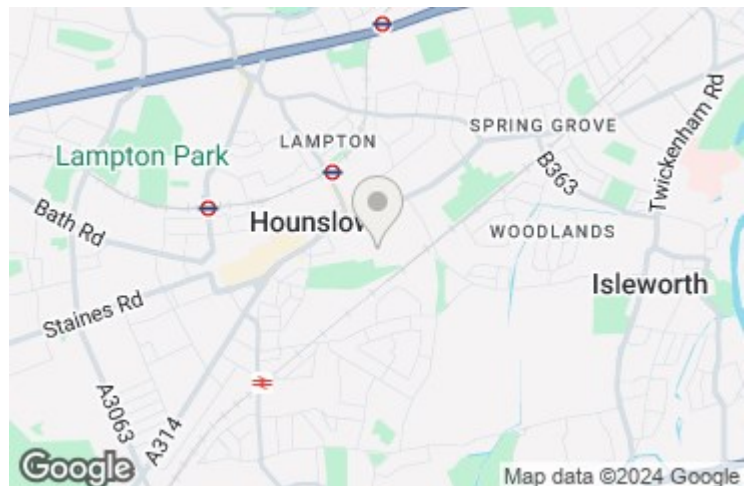 SPRING GROVE
LAMPTON
Lampton Park
B363
Twickenham Rd
Bath Rd
Hounslow
WOODLANDS
Isleworth
Staines Rd
A3063
A314
Google
Map data ©2024 Google